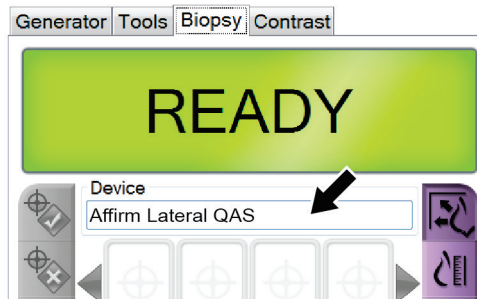 Generator Tools Biopsy Contrast
READY
Device
Affirm Lateral QAS